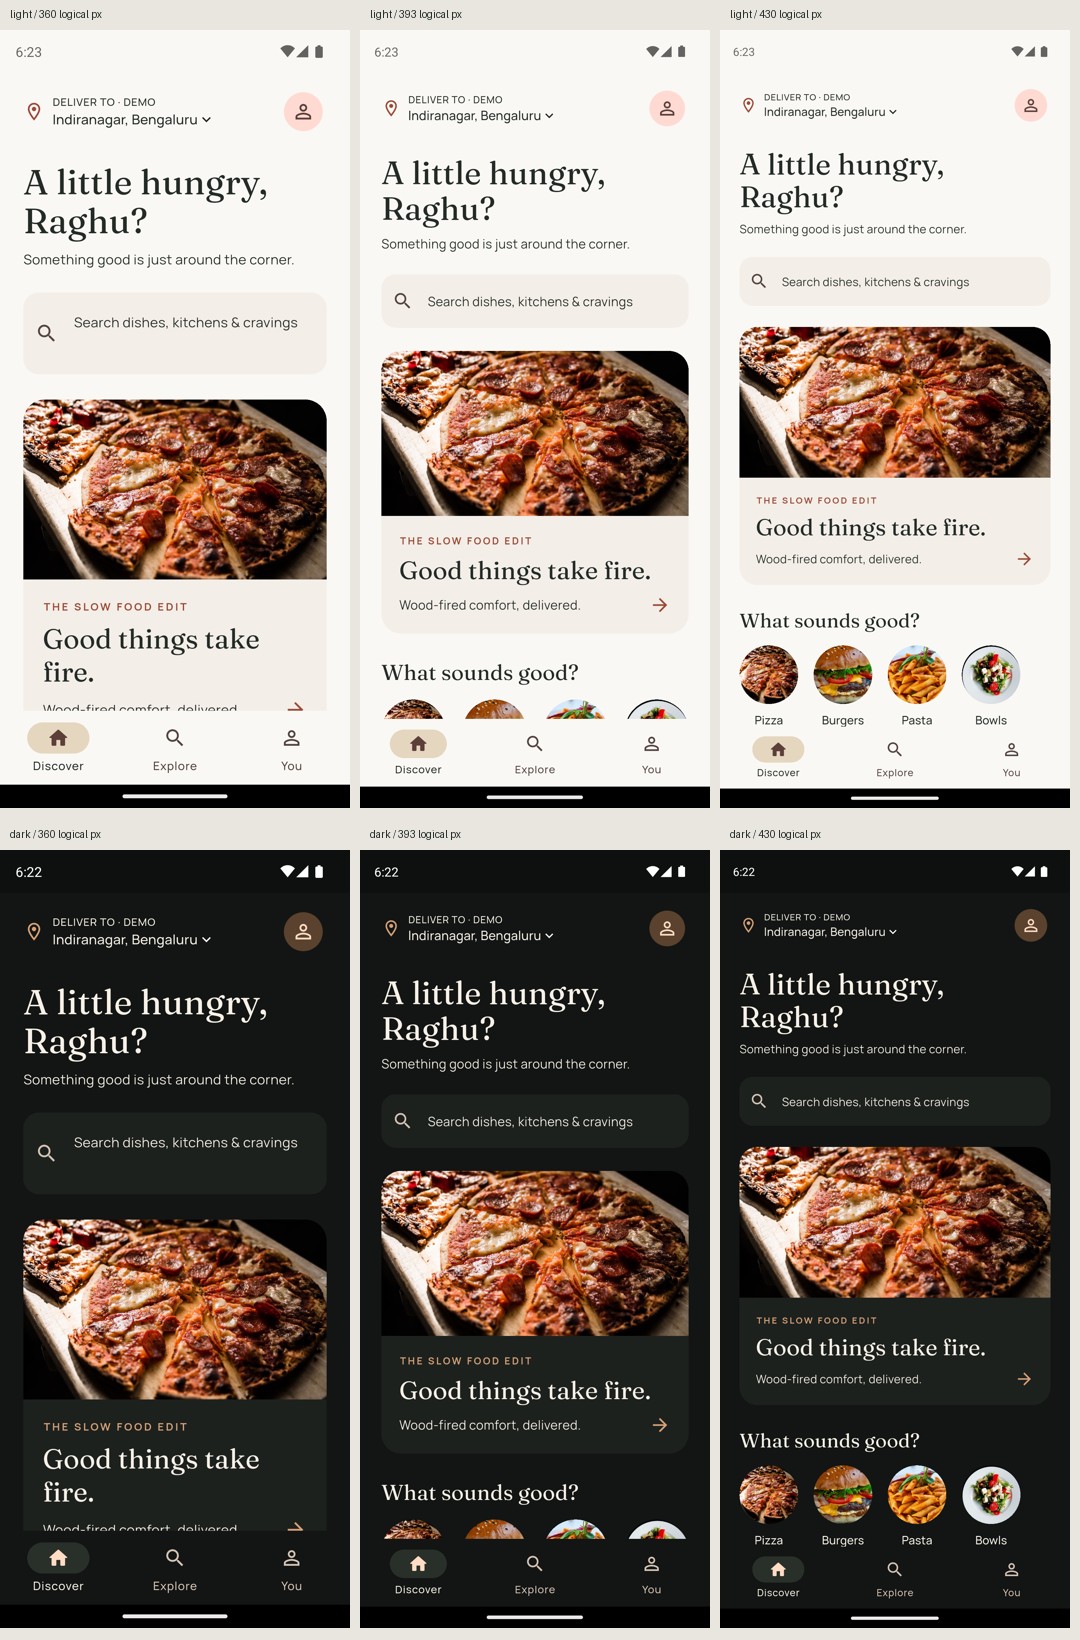 light / 360 logical px
6:23
DELIVER TO · DEMO
Indiranagar, Bengaluru
A little hungry,
Raghu?
Something good is just around the corner.
Search dishes, kitchens & cravings
THE SLOW FOOD EDIT
Good things take
fire.
Wood-fired comfort, delivered.
Discover
Explore
You
light / 393 logical px
6:23
DELIVER TO · DEMO
Indiranagar, Bengaluru
A little hungry,
Raghu?
Something good is just around the corner.
Search dishes, kitchens & cravings
THE SLOW FOOD EDIT
Good things take fire.
Wood-fired comfort, delivered.
What sounds good?
Discover
Explore
You
light / 430 logical px
6:23
DELIVER TO · DEMO
Indiranagar, Bengaluru
A little hungry,
Raghu?
Something good is just around the corner.
Search dishes, kitchens & cravings
THE SLOW FOOD EDIT
Good things take fire.
Wood-fired comfort, delivered.
What sounds good?
Pizza
Burgers
Pasta
Bowls
Discover
Explore
You
dark / 360 logical px
6:22
DELIVER TO · DEMO
Indiranagar, Bengaluru
A little hungry,
Raghu?
Something good is just around the corner.
Search dishes, kitchens & cravings
THE SLOW FOOD EDIT
Good things take
fire.
Wood-fired comfort, delivered.
Discover
Explore
You
dark / 393 logical px
6:22
DELIVER TO · DEMO
Indiranagar, Bengaluru
A little hungry,
Raghu?
Something good is just around the corner.
Search dishes, kitchens & cravings
THE SLOW FOOD EDIT
Good things take fire.
Wood-fired comfort, delivered.
What sounds good?
Discover
Explore
You
dark / 430 logical px
6:22
DELIVER TO · DEMO
Indiranagar, Bengaluru
A little hungry,
Raghu?
Something good is just around the corner.
Search dishes, kitchens & cravings
THE SLOW FOOD EDIT
Good things take fire.
Wood-fired comfort, delivered.
What sounds good?
Pizza
Burgers
Pasta
Bowls
Discover
Explore
You